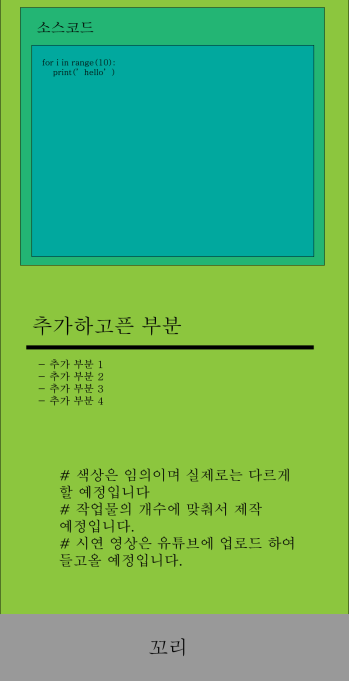 소스코드
for i in range(10):
print('hello')
추가하고픈 부분
- 추가 부분 1
- 추가 부분 2
- 추가 부분 3
- 추가 부분 4
# 색상은 임의이며 실제로는 다르게
할 예정입니다
# 작업물의 개수에 맞춰서 제작
예정입니다.
# 시연 영상은 유튜브에 업로드 하여
들고올 예정입니다.
꼬리